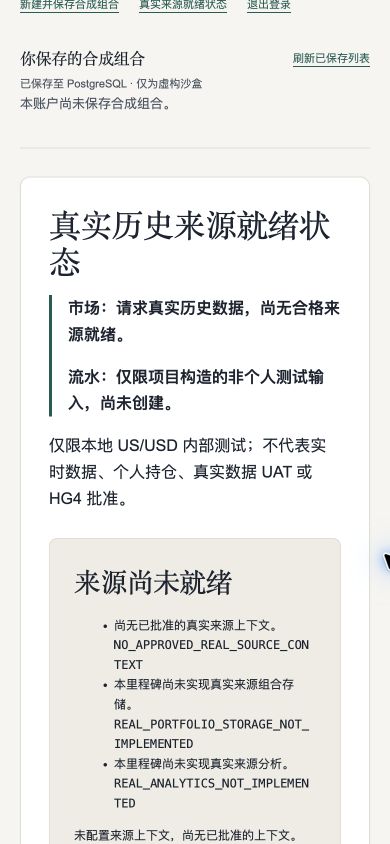 新建并保存合成组合 真实来源就绪状态 退出登录
你保存的合成组合 刷新已保存列表
已保存至 PostgreSQL · 仅为虚构沙盒
本账户尚未保存合成组合。
真实历史来源就绪状
态
市场：请求真实历史数据，尚无合格来
源就绪。
流水：仅限项目构造的非个人测试输
入，尚未创建。
仅限本地 US/USD 内部测试；不代表实
时数据、个人持仓、真实数据 UAT 或
HG4 批准。
来源尚未就绪
• 尚无已批准的真实来源上下文。
NO_APPROVED_REAL_SOURCE_CON
TEXT
• 本里程碑尚未实现真实来源组合存
储。
REAL_PORTFOLIO_STORAGE_NOT_
IMPLEMENTED
• 本里程碑尚未实现真实来源分析。
REAL_ANALYTICS_NOT_IMPLEMEN
TED
未配置来源上下文，尚无已批准的上下文。